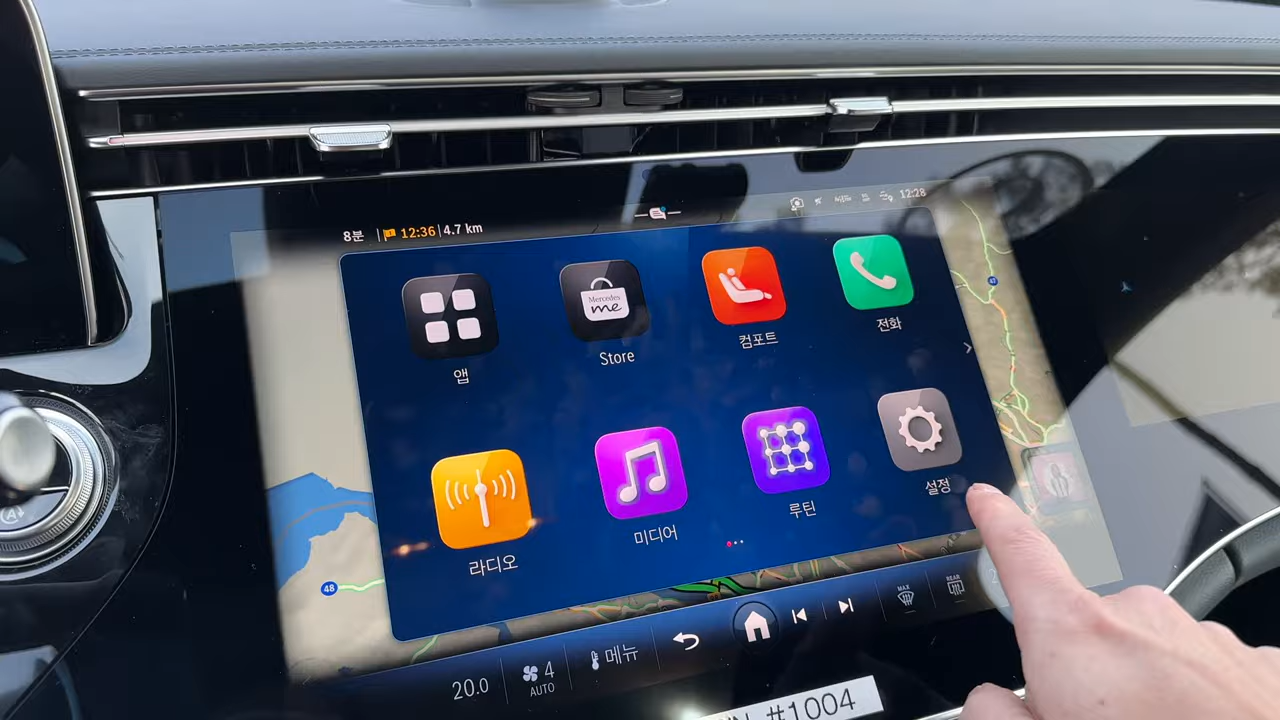 8분 12:36 4.7 km
12:28
앱
Mercedes me
Store
컴포트
전화
라디오
미디어
루틴
설정
48
20.0
4
AUTO
메뉴
MAX
REAR
#1004